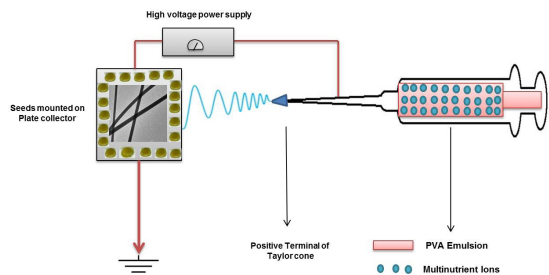 High voltage power supply
Seeds mounted on
Plate collector
Positive Terminal of
Taylor cone
PVA Emulsion
Multinutrient Ions